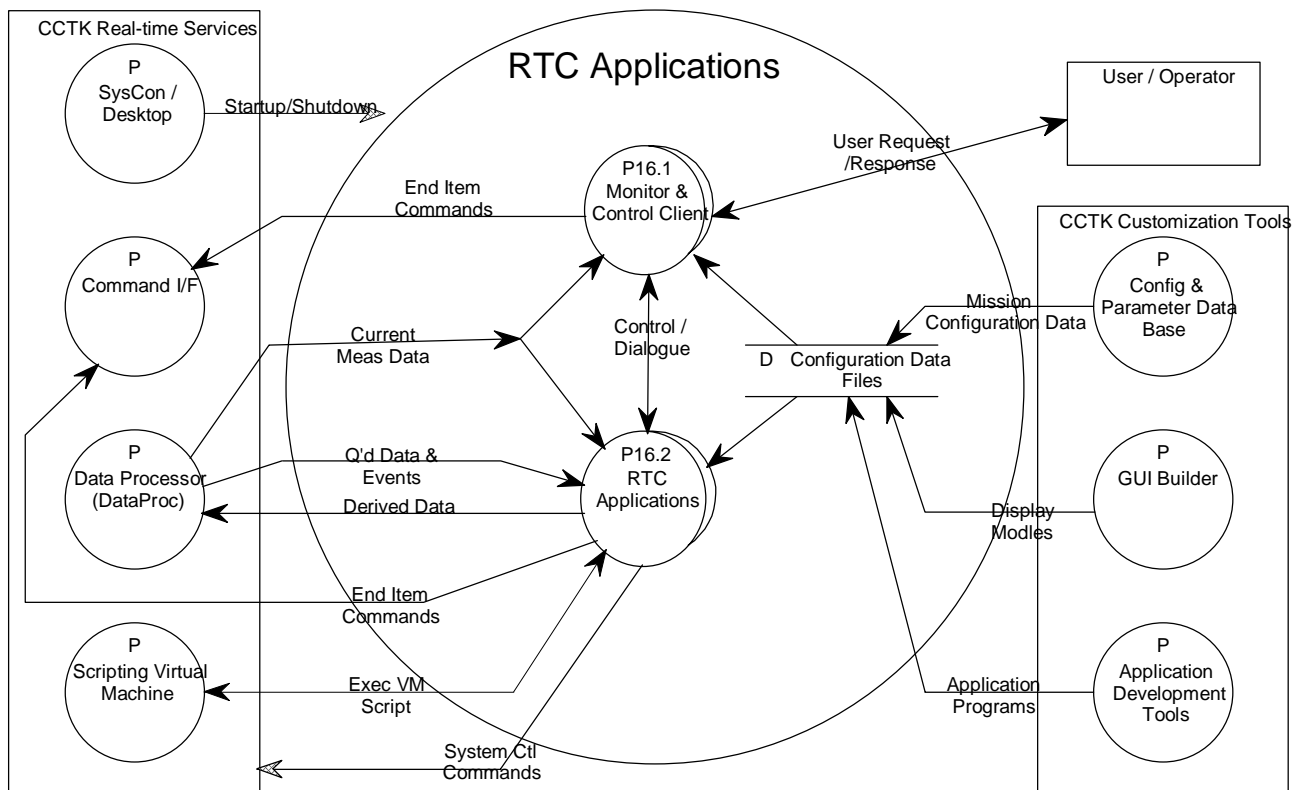 CCTK Real-time Services
P
SysCon /
Desktop
Startup/Shutdown
P
Command I/F
P
Data Processor
(DataProc)
P
Scripting Virtual
Machine
RTC Applications
End Item
Commands
P16.1
Monitor &
Control Client
User Request
/Response
Current
Meas Data
Control /
Dialogue
D Configuration Data
Files
Mission
Configuration Data
Q'd Data &
Events
Derived Data
P16.2
RTC
Applications
Display
Modles
End Item
Commands
Exec VM
Script
Application
Programs
System Ctl
Commands
User / Operator
CCTK Customization Tools
P
Config &
Parameter Data
Base
P
GUI Builder
P
Application
Development
Tools